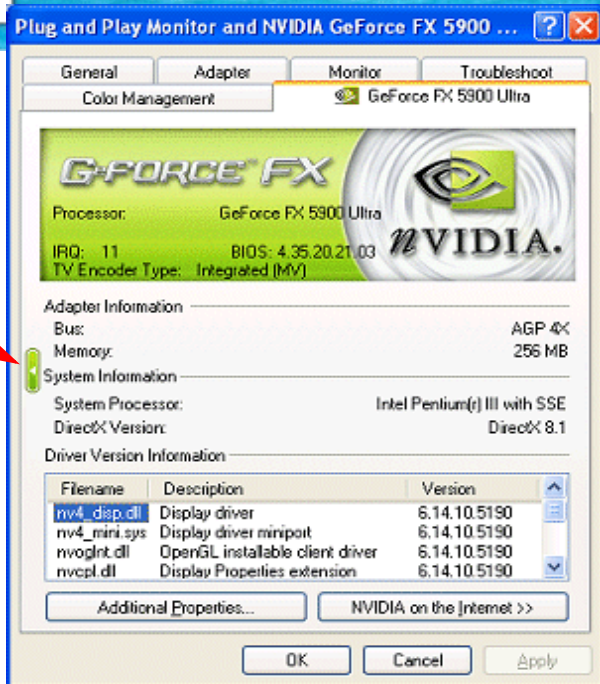 Plug and Play Monitor and NVIDIA GeForce FX 5900 ...
General Adapter Monitor Troubleshoot
Color Management GeForce FX 5900 Ultra
GEFORCE FX
Processor: GeForce FX 5900 Ultra
IRQ: 11 BIOS: 4.35.20.21.03
TV Encoder Type: Integrated (MV)
nVIDIA.
Adapter Information
Bus: AGP 4X
Memory: 256 MB
System Information
System Processor: Intel Pentium(r) III with SSE
DirectX Version: DirectX 8.1
Driver Version Information
Filename Description Version
nv4_disp.dll Display driver 6.14.10.5190
nv4_mini.sys Display driver miniport 6.14.10.5190
nvoglnt.dll OpenGL installable client driver 6.14.10.5190
nvcpl.dll Display Properties extension 6.14.10.5190
Additional Properties... NVIDIA on the Internet >>
OK Cancel Apply